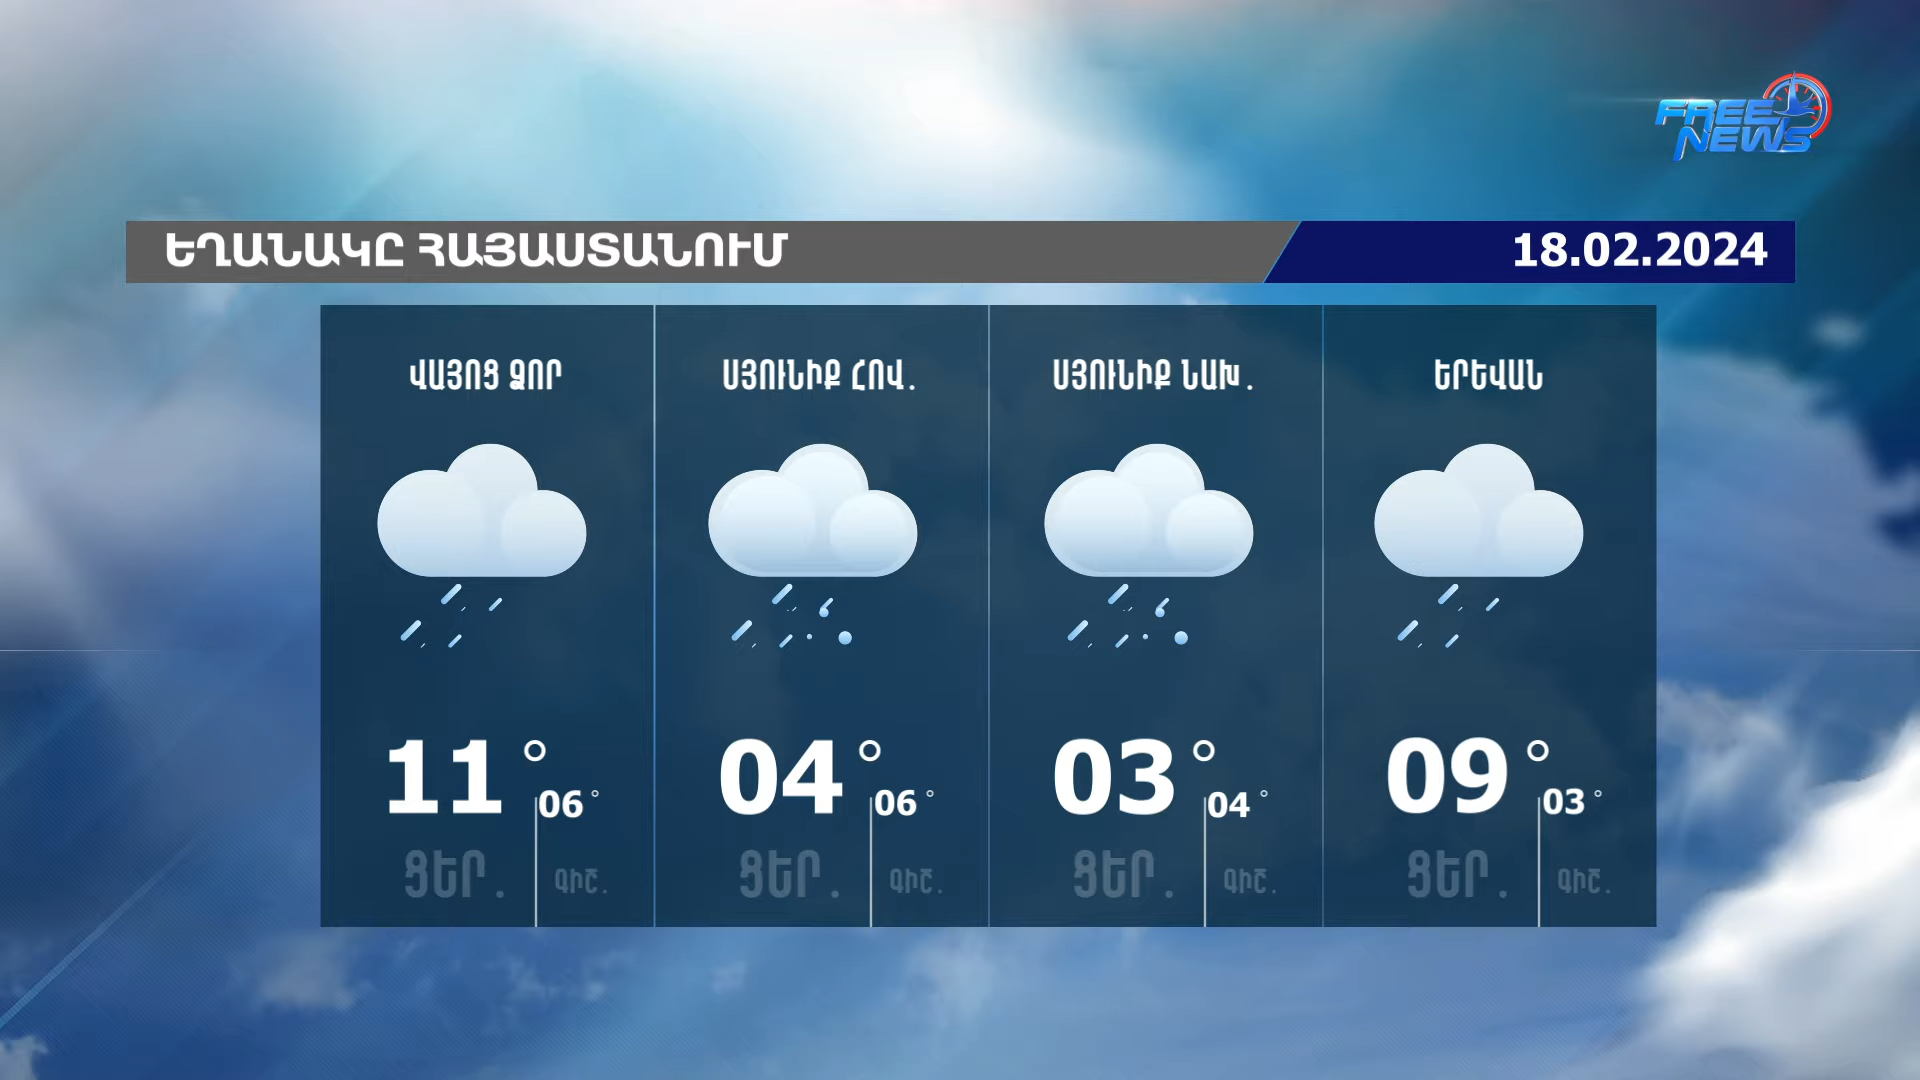 FREE
NEWS
ԵՂԱՆԱԿԸ ՀԱՅԱՍՏԱՆՈՒՄ 18.02.2024
ՎԱՅՈՑ ՁՈՐ
11° 06°
ՑԵՐ. ԳԻՇ.
ՍՅՈՒՆԻՔ ՀՈՎ.
04° 06°
ՑԵՐ. ԳԻՇ.
ՍՅՈՒՆԻՔ ՆԱԽ.
03° 04°
ՑԵՐ. ԳԻՇ.
ԵՐԵՎԱՆ
09° 03°
ՑԵՐ. ԳԻՇ.